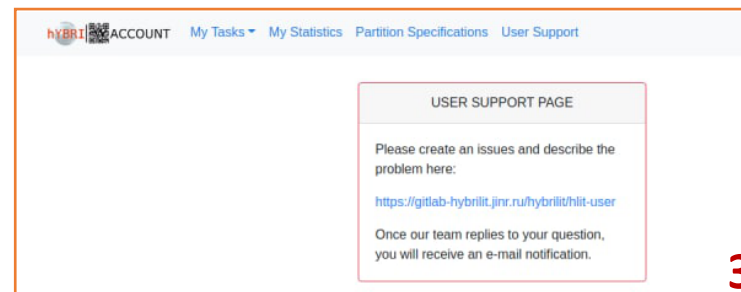 hYBRI ACCOUNT My Tasks My Statistics Partition Specifications User Support
USER SUPPORT PAGE
Please create an issues and describe the
problem here:
https://gitlab-hybrilit.jinr.ru/hybrilit/hlit-user
Once our team replies to your question,
you will receive an e-mail notification.